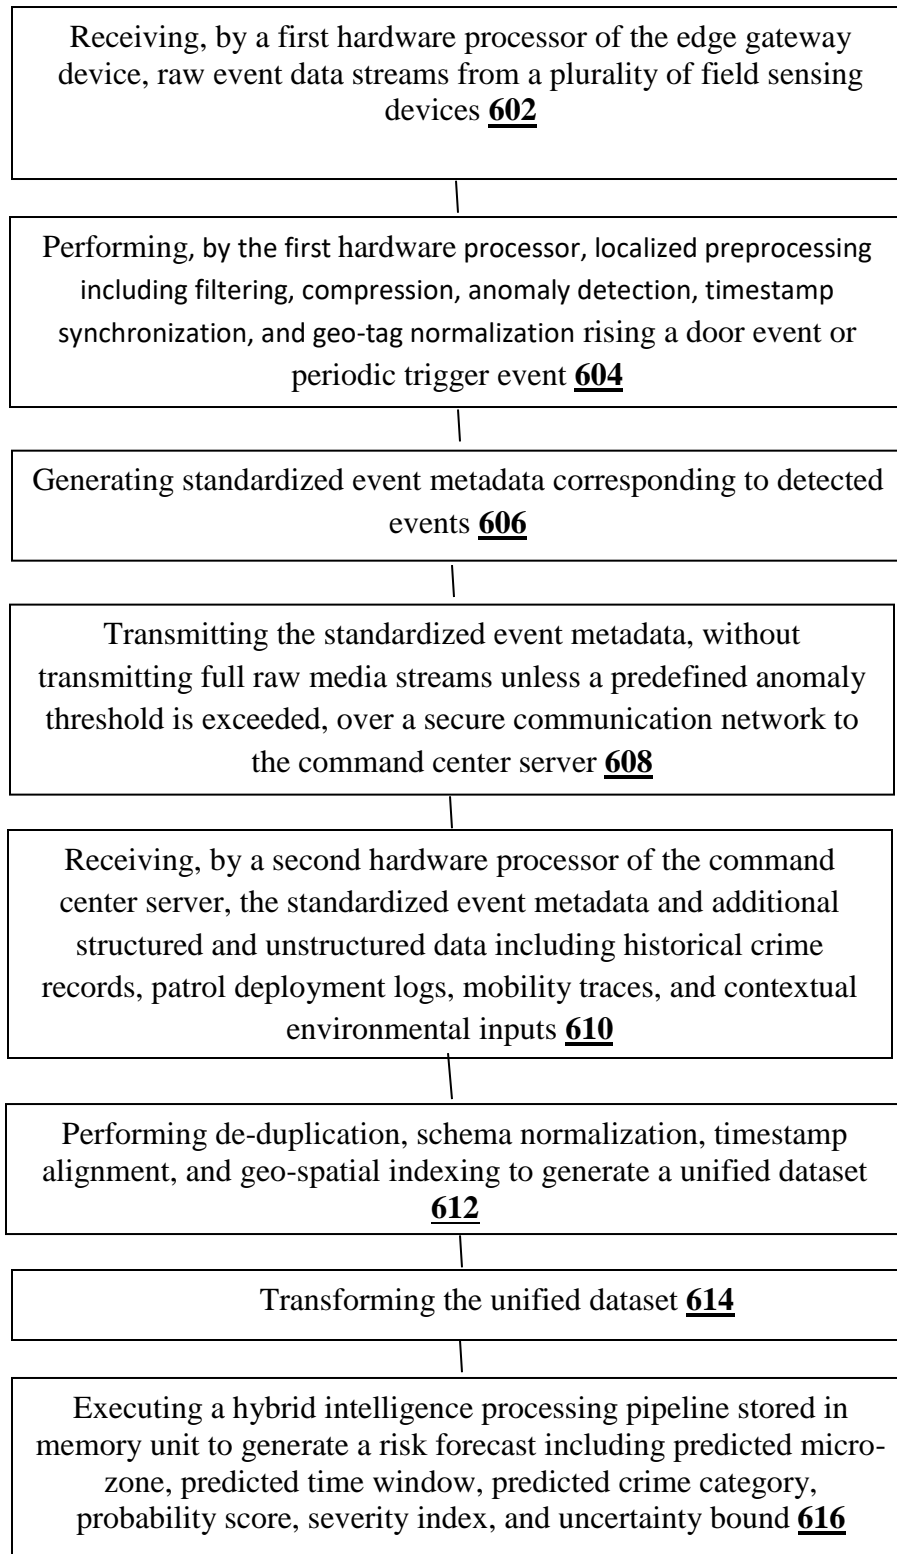 Receiving, by a first hardware processor of the edge gateway
device, raw event data streams from a plurality of field sensing
devices 602
Performing, by the first hardware processor, localized preprocessing
including filtering, compression, anomaly detection, timestamp
synchronization, and geo-tag normalization rising a door event or
periodic trigger event 604
Generating standardized event metadata corresponding to detected
events 606
Transmitting the standardized event metadata, without
transmitting full raw media streams unless a predefined anomaly
threshold is exceeded, over a secure communication network to
the command center server 608
Receiving, by a second hardware processor of the command
center server, the standardized event metadata and additional
structured and unstructured data including historical crime
records, patrol deployment logs, mobility traces, and contextual
environmental inputs 610
Performing de-duplication, schema normalization, timestamp
alignment, and geo-spatial indexing to generate a unified dataset
612
Transforming the unified dataset 614
Executing a hybrid intelligence processing pipeline stored in
memory unit to generate a risk forecast including predicted micro-
zone, predicted time window, predicted crime category,
probability score, severity index, and uncertainty bound 616